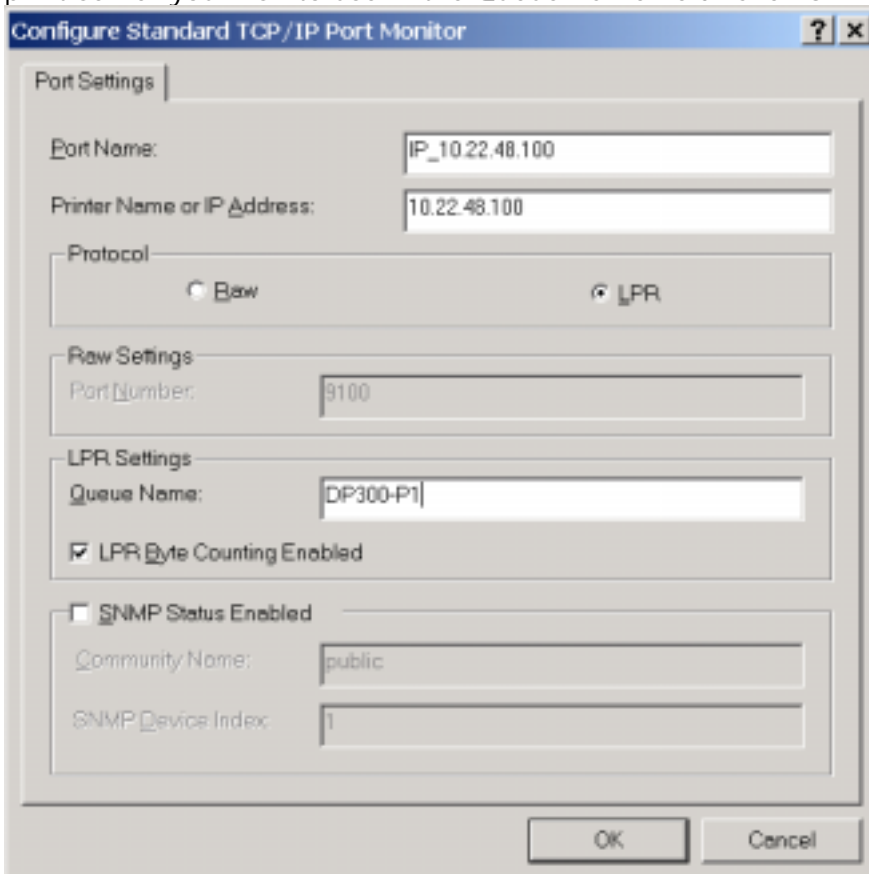 Configure Standard TCP/IP Port Monitor
Port Settings
Port Name: IP_10.22.48.100
Printer Name or IP Address: 10.22.48.100
Protocol
Raw LPR
Raw Settings
Port Number: 9100
LPR Settings
Queue Name: DP300-P1
LPR Byte Counting Enabled
SNMP Status Enabled
Community Name: public
SNMP Device Index: 1
OK Cancel